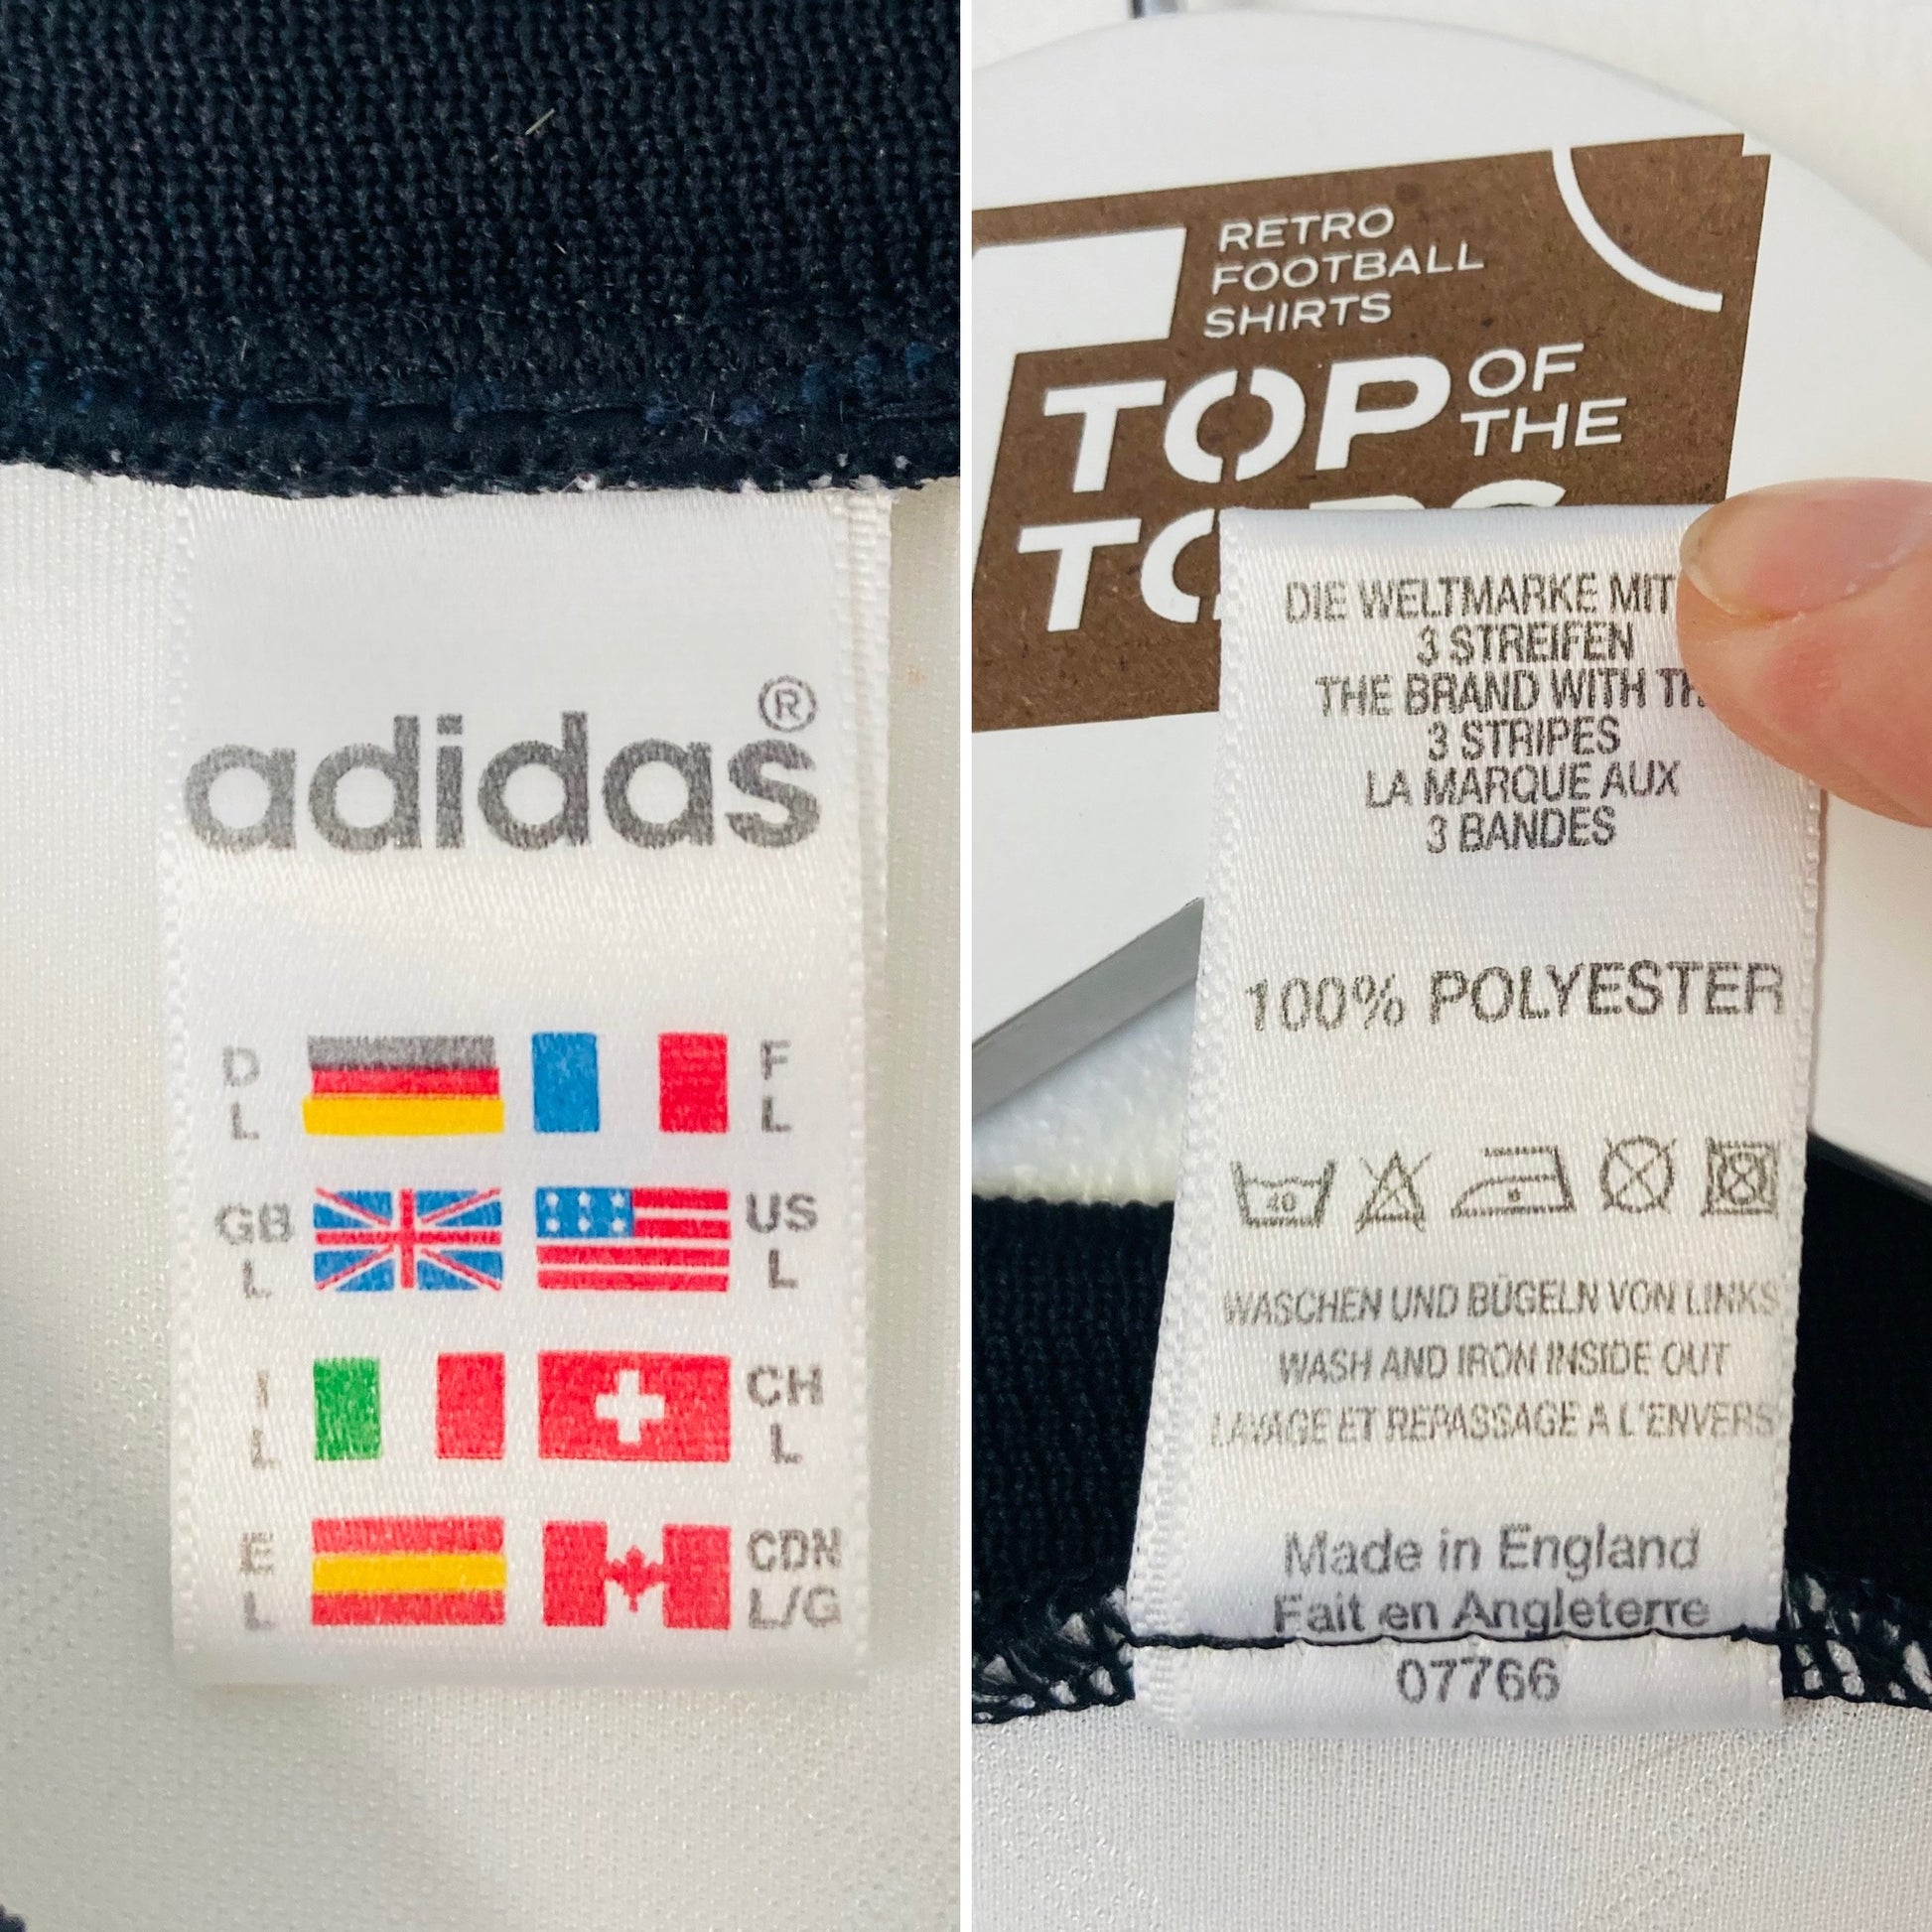 adidas®
D F
L L
GB US
L L
I CH
L L
E CDN
L L/G
RETRO
FOOTBALL
SHIRTS
TOP OF
THE
DIE WELTMARKE MIT
3 STREIFEN
THE BRAND WITH
3 STRIPES
LA MARQUE AUX
3 BANDES
100% POLYESTER
40
WASCHEN UND BÜGELN VON LINKS
WASH AND IRON INSIDE OUT
LAVAGE ET REPASSAGE A L'ENVERS
Made in England
Fait en Angleterre
07766